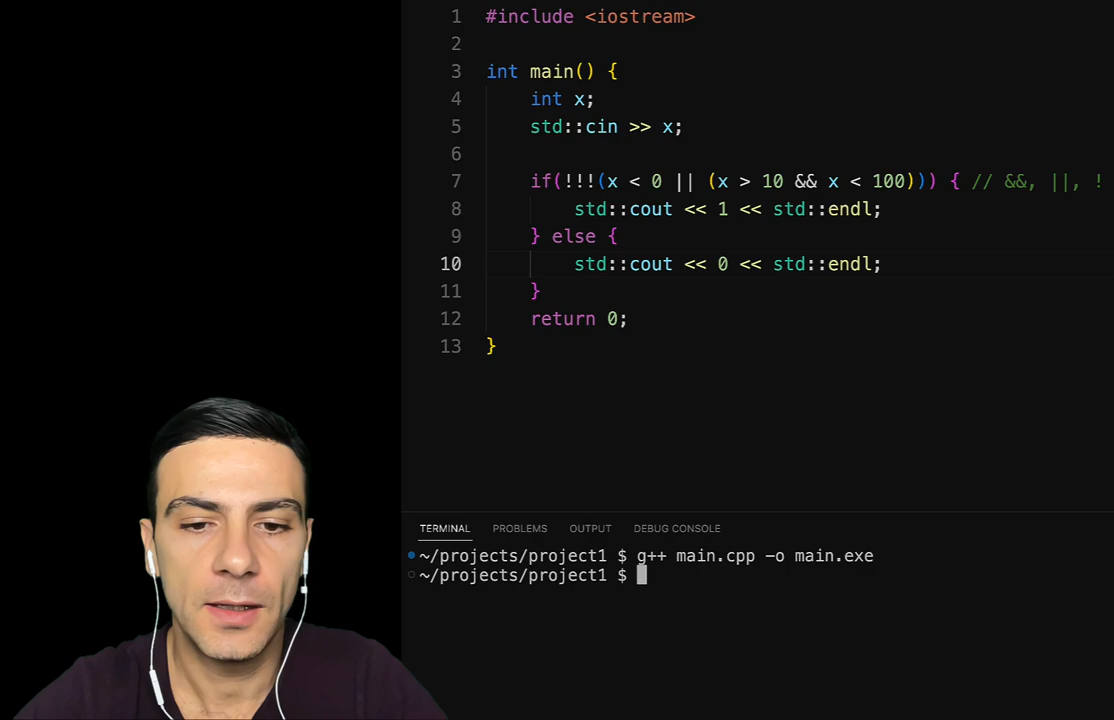 1 #include <iostream>
2
3 int main() {
4 int x;
5 std::cin >> x;
6
7 if(!!!(x < 0 || (x > 10 && x < 100))) { // &&, ||, !
8 std::cout << 1 << std::endl;
9 } else {
10 std::cout << 0 << std::endl;
11 }
12 return 0;
13 }
TERMINAL PROBLEMS OUTPUT DEBUG CONSOLE
~/projects/project1 $ g++ main.cpp -o main.exe
~/projects/project1 $